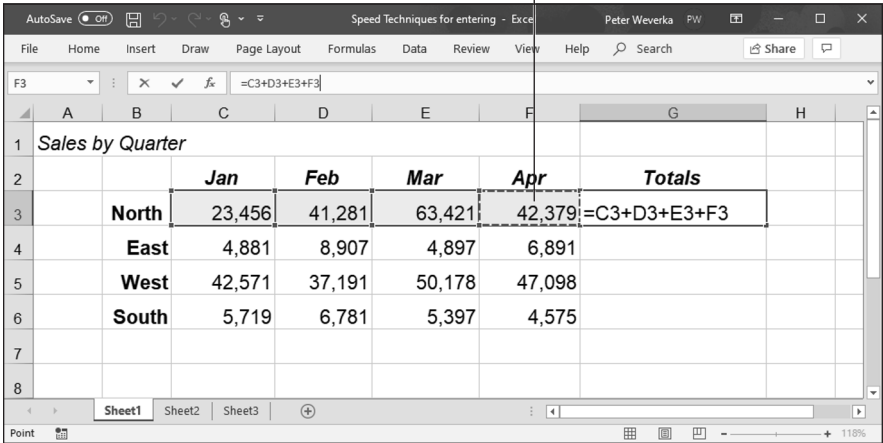 AutoSave Off Speed Techniques for entering - Excel Peter Weverka PW
File Home Insert Draw Page Layout Formulas Data Review View Help Search Share
F3 fx =C3+D3+E3+F3
A B C D E F G H
1 Sales by Quarter
2 Jan Feb Mar Apr Totals
3 North 23,456 41,281 63,421 42,379 =C3+D3+E3+F3
4 East 4,881 8,907 4,897 6,891
5 West 42,571 37,191 50,178 47,098
6 South 5,719 6,781 5,397 4,575
7
8
Sheet1 Sheet2 Sheet3
Point 118%